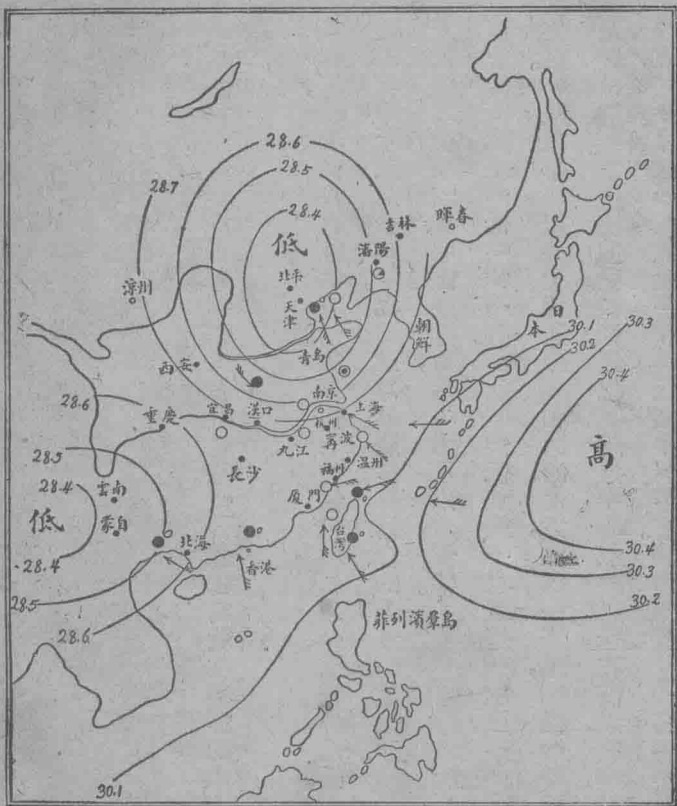 28.6
28.5
28.7
28.4
吉林
暉春
低
瀋陽
北平
涼州
天津
朝鮮
日本
青島
30.1
30.2
30.3
西安
30.4
28.6
南京
宜昌
漢口
上海
重慶
杭州
九江
寧波
高
28.5
長沙
溫州
28.4
雲南
福州
廈門
低
蒙自
台灣
北海
30.4
28.4
香港
30.3
28.5
30.2
28.6
菲列濱羣島
30.1